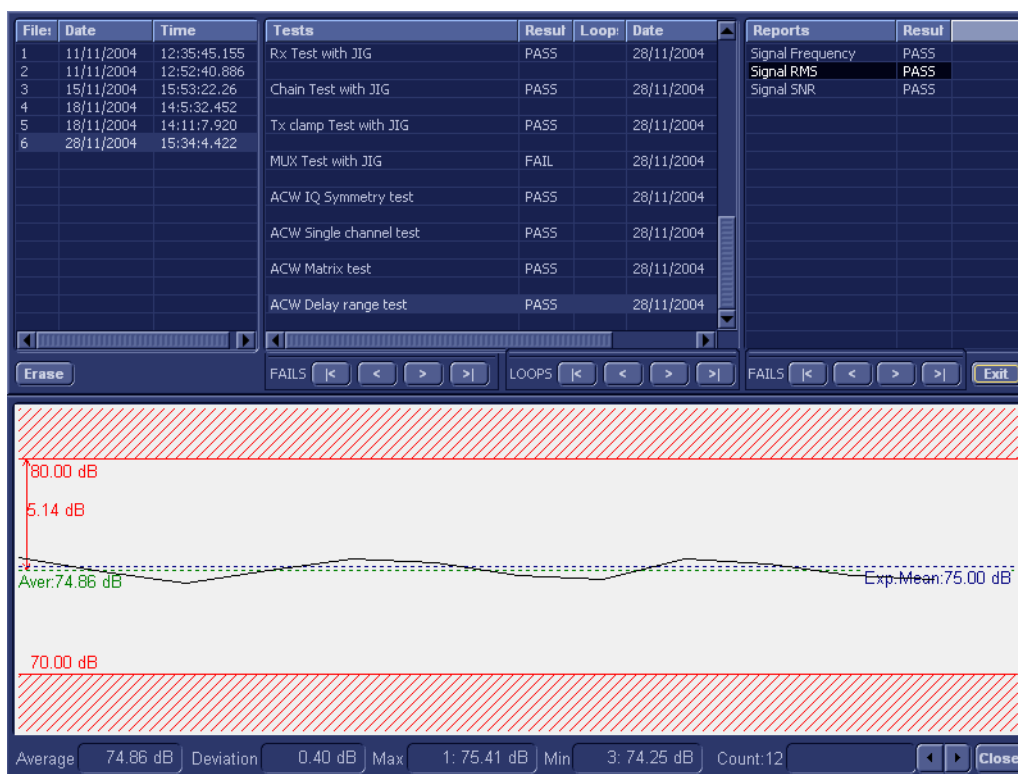 Files Date Time
1 11/11/2004 12:35:45.155
2 11/11/2004 12:52:40.886
3 15/11/2004 15:53:22.26
4 18/11/2004 14:5:32.452
5 18/11/2004 14:11:7.920
6 28/11/2004 15:34:4.422
Erase
Tests Result Loops Date
Rx Test with JIG PASS 28/11/2004
Chain Test with JIG PASS 28/11/2004
Tx clamp Test with JIG PASS 28/11/2004
MUX Test with JIG FAIL 28/11/2004
ACW IQ Symmetry test PASS 28/11/2004
ACW Single channel test PASS 28/11/2004
ACW Matrix test PASS 28/11/2004
ACW Delay range test PASS 28/11/2004
FAILS |< < > >| LOOPS |< < > >|
Reports Result
Signal Frequency PASS
Signal RMS PASS
Signal SNR PASS
FAILS |< < > >| Exit
80.00 dB
5.14 dB
Aver:74.86 dB
Exp.Mean:75.00 dB
70.00 dB
Average 74.86 dB Deviation 0.40 dB Max 1: 75.41 dB Min 3: 74.25 dB Count:12 Close